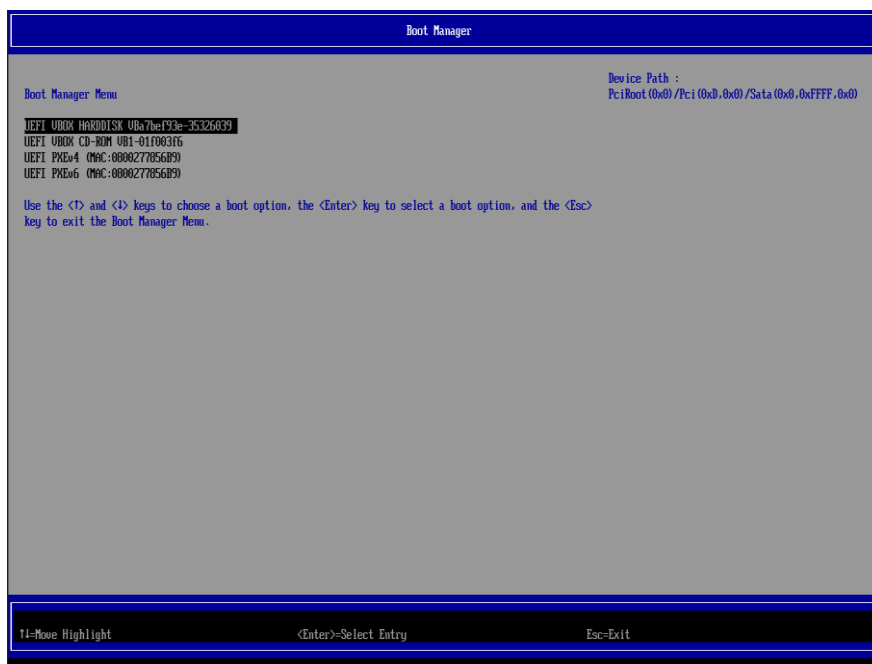 Boot Manager
Device Path :
Boot Manager Menu
PciRoot(0x0)/Pci(0xD,0x0)/Sata(0x0,0xFFFF,0x0)
UEFI VBOX HARDDISK VBa7bef93e-35326039
UEFI VBOX CD-ROM VB1-01f003f6
UEFI PXEv4 (MAC:0800277856B9)
UEFI PXEv6 (MAC:0800277856B9)
Use the <↑> and <↓> keys to choose a boot option, the <Enter> key to select a boot option, and the <Esc>
key to exit the Boot Manager Menu.
↑↓=Move Highlight <Enter>=Select Entry Esc=Exit